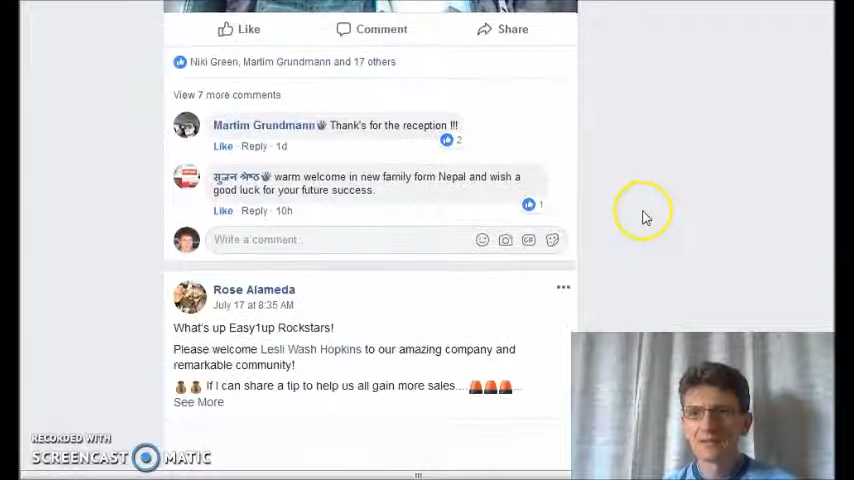 Like Comment Share
Niki Green, Martim Grundmann and 17 others
View 7 more comments
Martim Grundmann Thank's for the reception !!!
2
Like · Reply · 1d
सुजन श्रेष्ठ warm welcome in new family form Nepal and wish a
good luck for your future success.
1
Like · Reply · 10h
Write a comment...
GIF
Rose Alameda
July 17 at 8:35 AM
What's up Easy1up Rockstars!
Please welcome Lesli Wash Hopkins to our amazing company and
remarkable community!
If I can share a tip to help us all gain more sales....
...
See More
RECORDED WITH
SCREENCAST MATIC